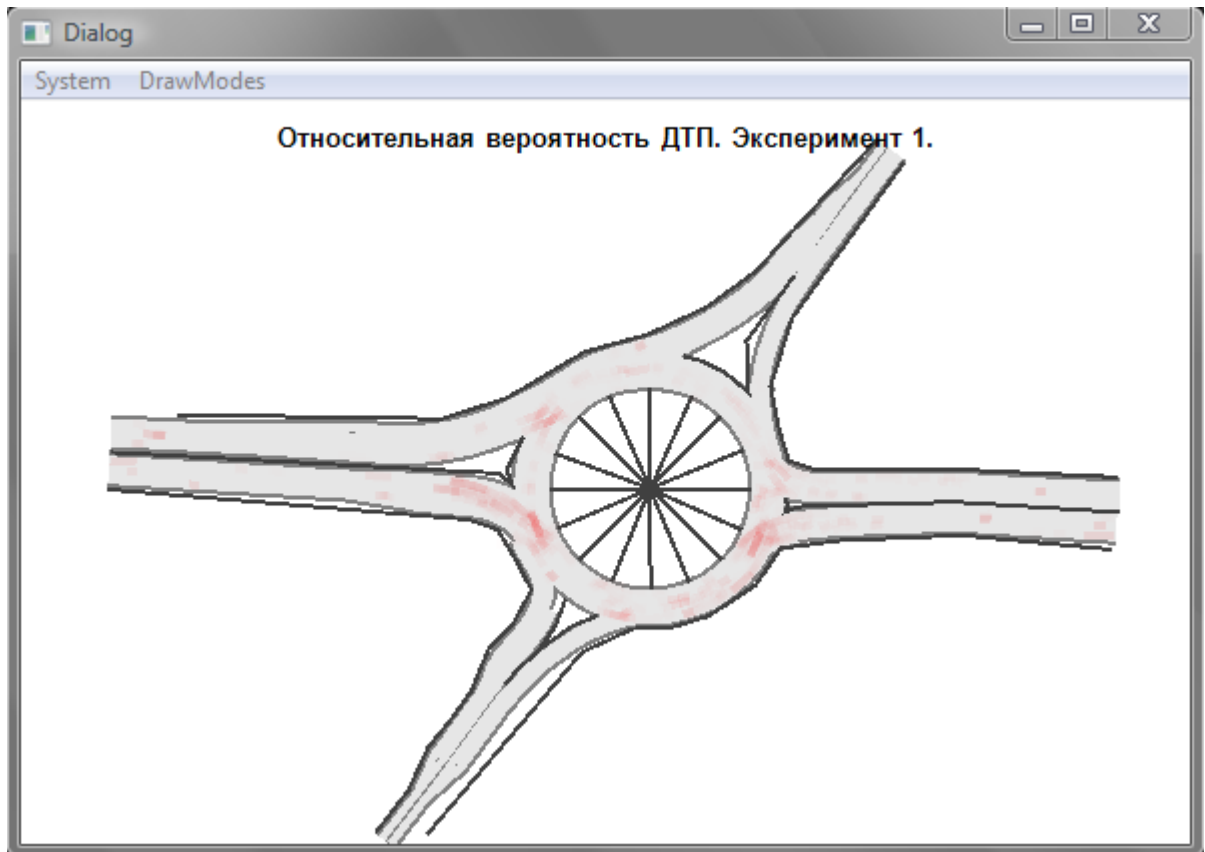 Dialog
System DrawModes
Относительная вероятность ДТП. Эксперимент 1.